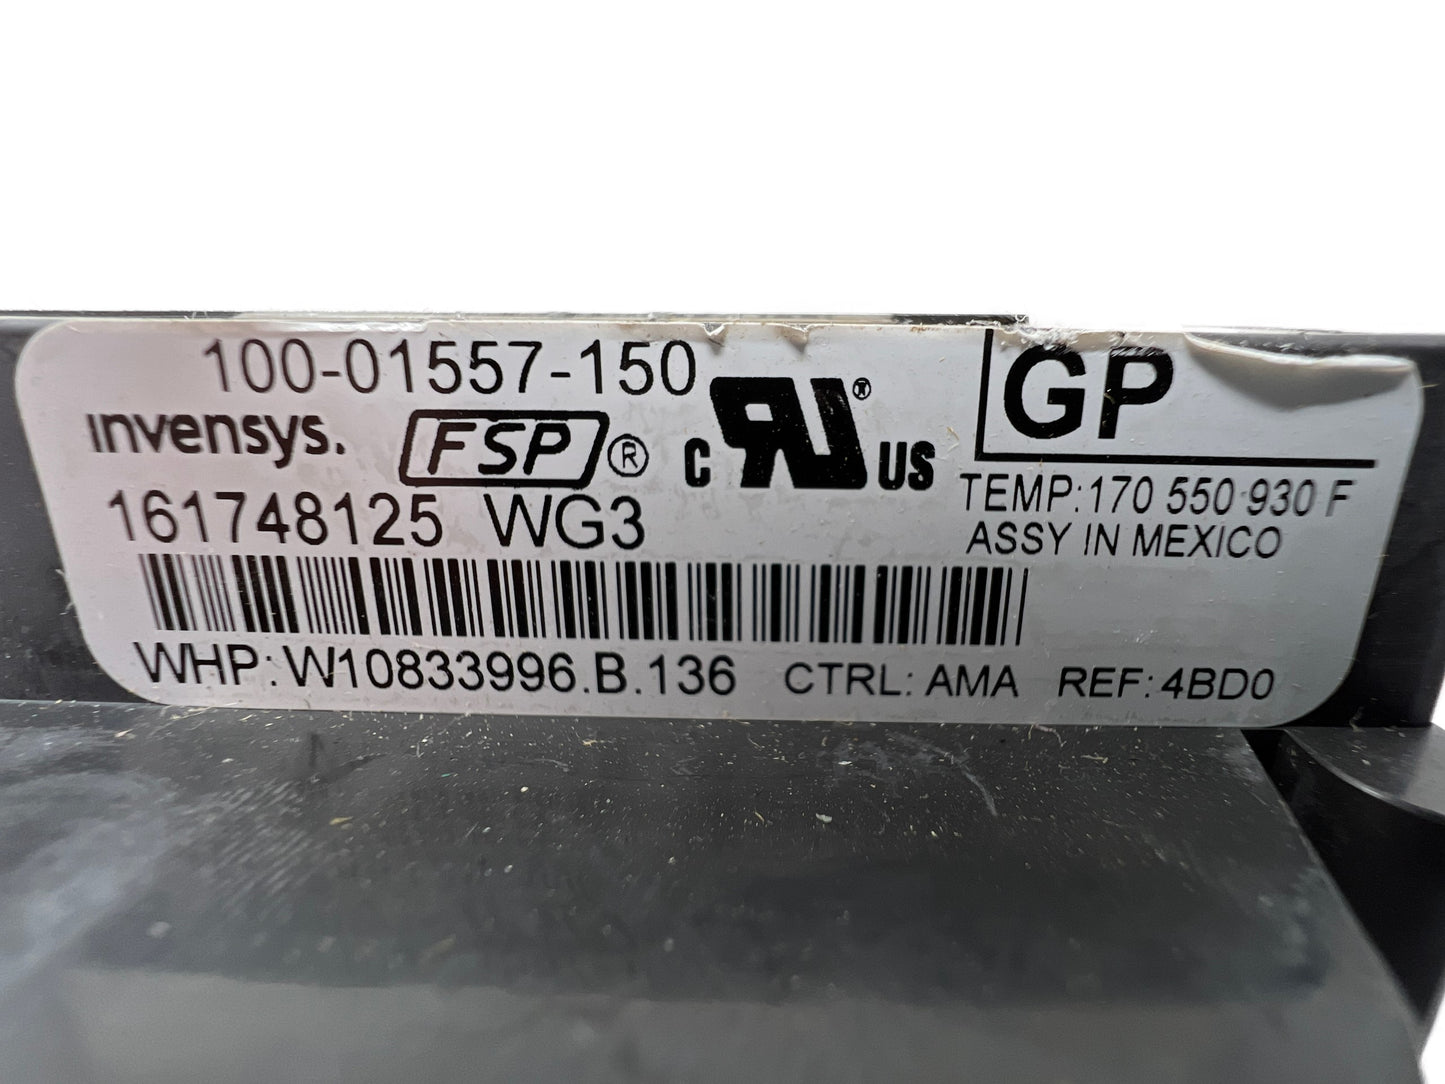 100-01557-150
invensys.
FSP®
c RU® US
GP
161748125 WG3
TEMP:170 550 930 F
ASSY IN MEXICO
WHP:W10833996.B.136 CTRL: AMA REF:4BD0